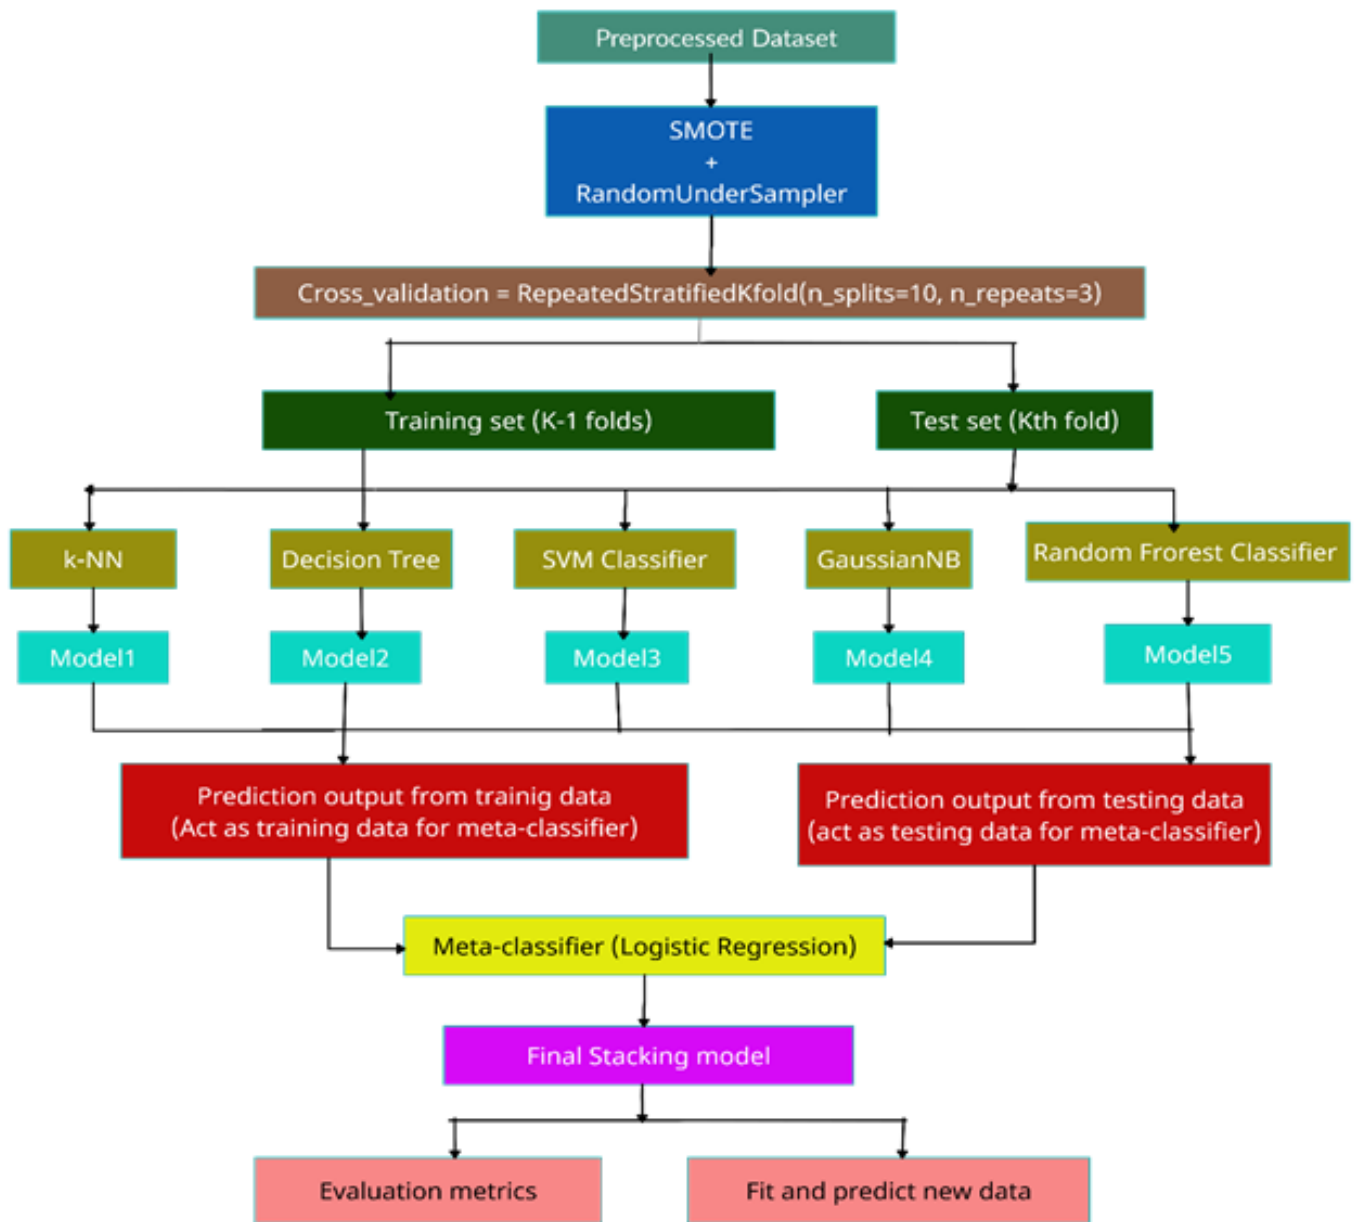 Preprocessed Dataset
SMOTE
+
RandomUnderSampler
Cross_validation = RepeatedStratifiedKfold(n_splits=10, n_repeats=3)
Training set (K-1 folds)
Test set (Kth fold)
k-NN
Decision Tree
SVM Classifier
GaussianNB
Random Frorest Classifier
Model1
Model2
Model3
Model4
Model5
Prediction output from trainig data
(Act as training data for meta-classifier)
Prediction output from testing data
(act as testing data for meta-classifier)
Meta-classifier (Logistic Regression)
Final Stacking model
Evaluation metrics
Fit and predict new data